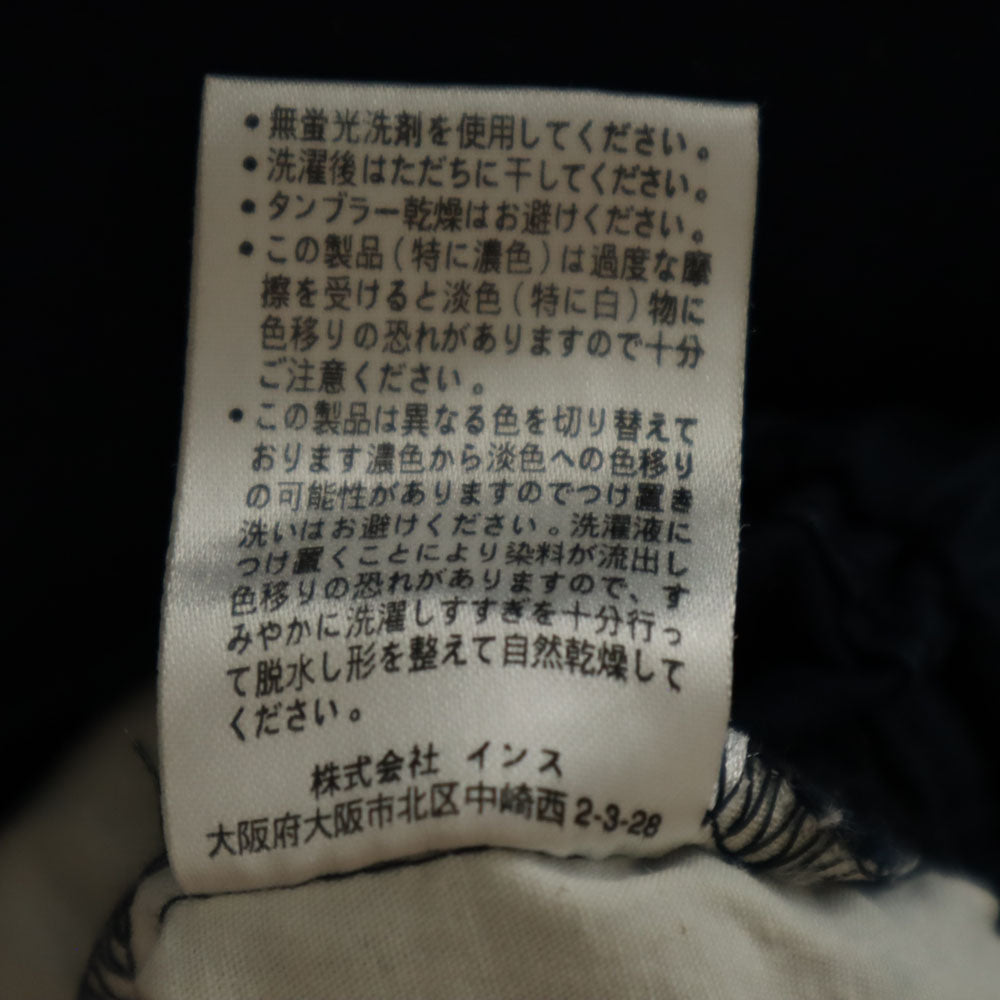 ・無蛍光洗剤を使用してください。
・洗濯後はただちに干してください。
・タンブラー乾燥はお避けください。
・この製品(特に濃色)は過度な摩
擦を受けると淡色(特に白)物に
色移りの恐れがありますので十分
ご注意ください。
・この製品は異なる色を切り替えて
おります濃色から淡色への色移り
の可能性がありますのでつけ置き
洗いはお避けください。洗濯液に
つけ置くことにより染料が流出し
色移りの恐れがありますので、す
みやかに洗濯しすすぎを十分行っ
て脱水し形を整えて自然乾燥して
ください。
株式会社 インス
大阪府大阪市北区中崎西2-3-28